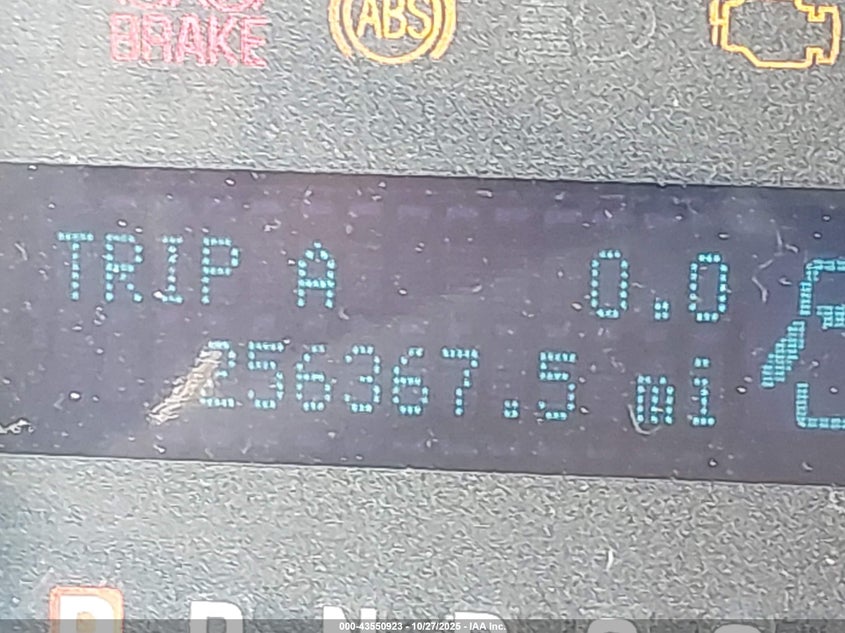 BRAKE
ABS
TRIP A 0.0
256367.5 mi
P R N D
000-43550923 - 10/27/2025 - IAA Inc.